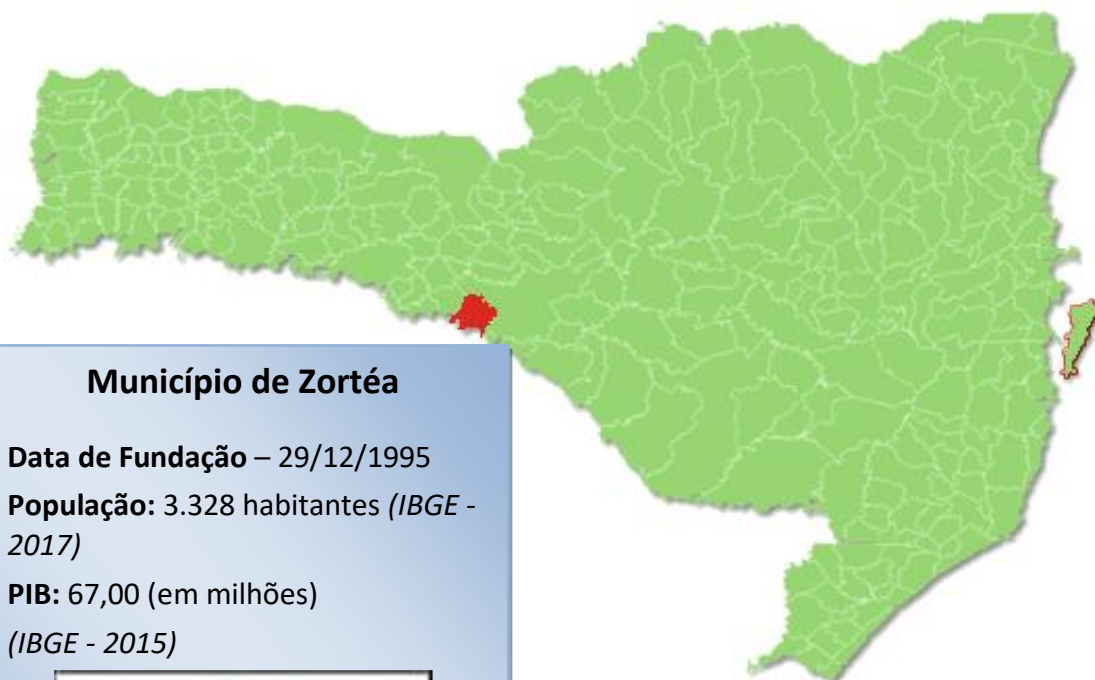 Município de Zortéa
Data de Fundação – 29/12/1995
População: 3.328 habitantes (IBGE -
2017)
PIB: 67,00 (em milhões)
(IBGE - 2015)